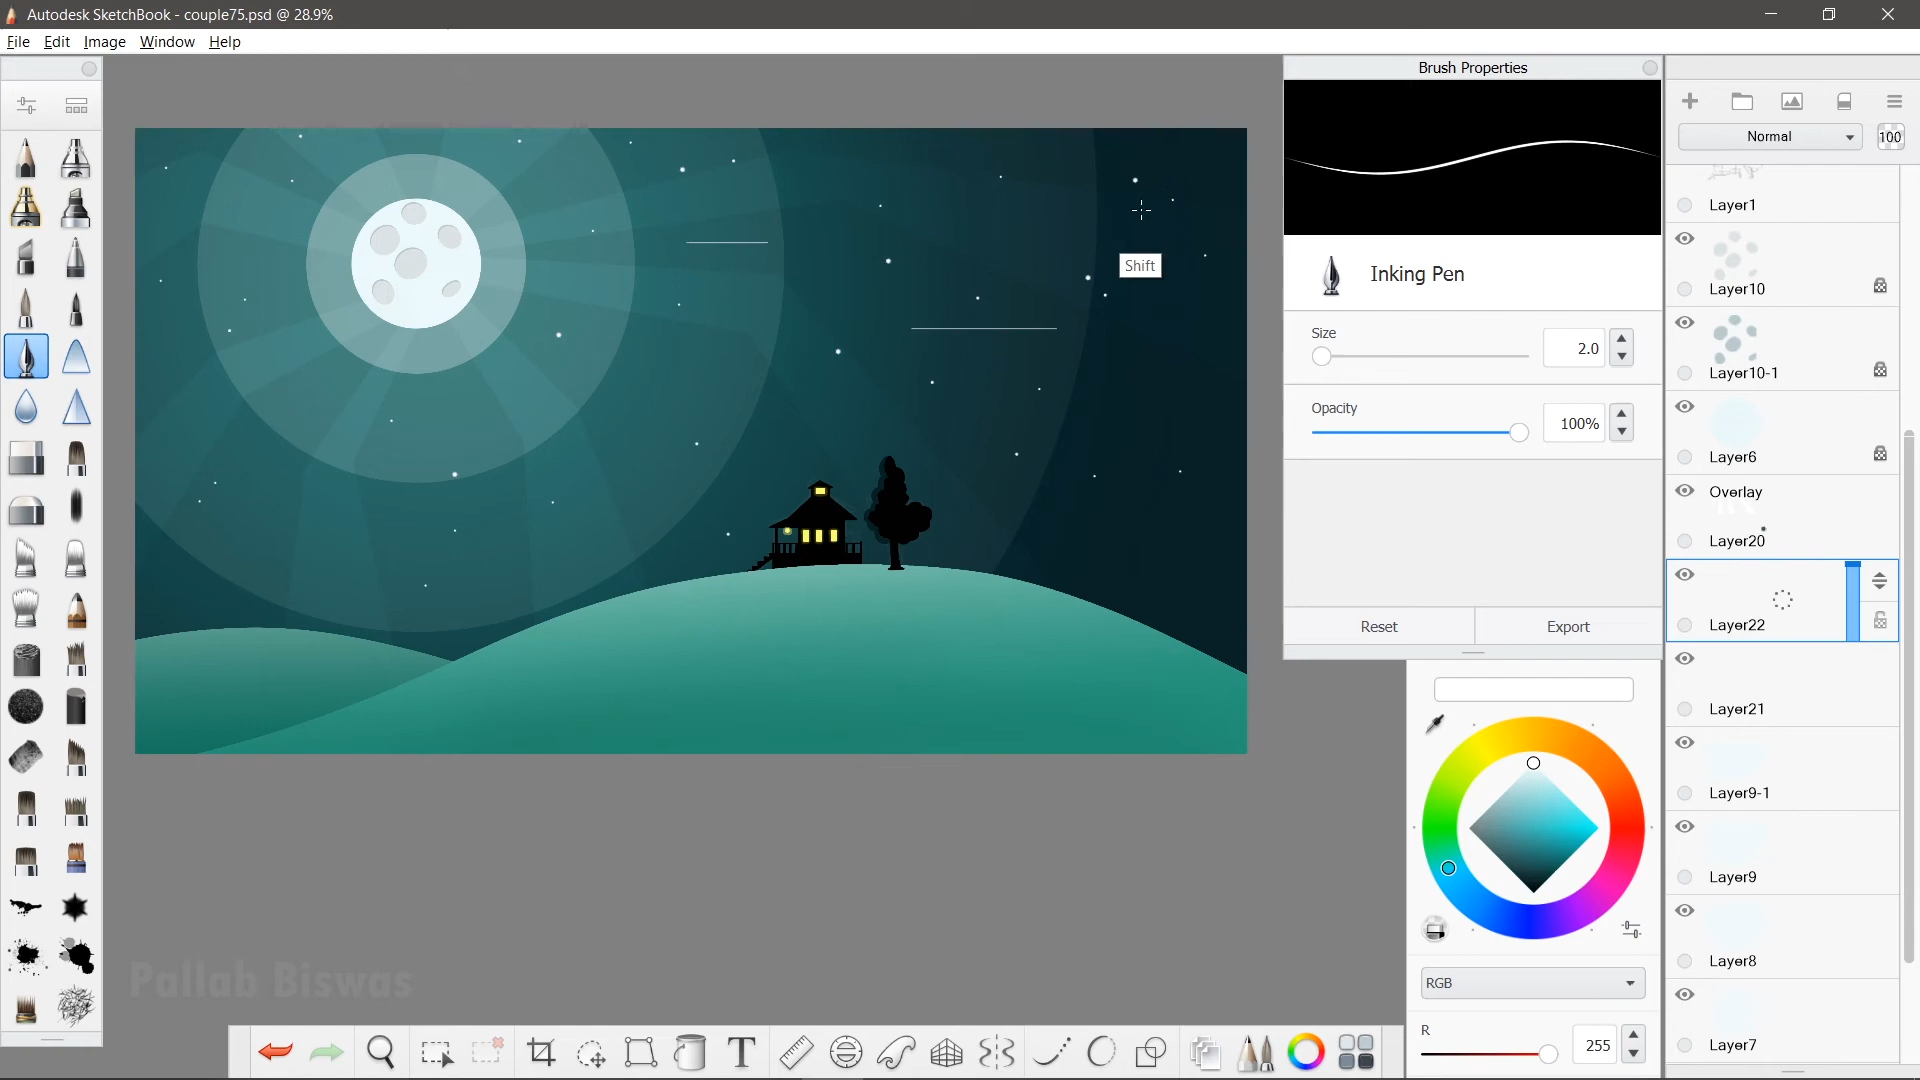 Autodesk SketchBook - couple75.psd @ 28.9%
File Edit Image Window Help
Brush Properties
Normal
100
Layer1
Shift
Inking Pen
Layer10
Size
2.0
Layer10-1
Opacity
100%
Layer6
Overlay
Layer20
Reset
Export
Layer22
Layer21
Layer9-1
Layer9
Layer8
Pallab Biswas
RGB
R
255
Layer7